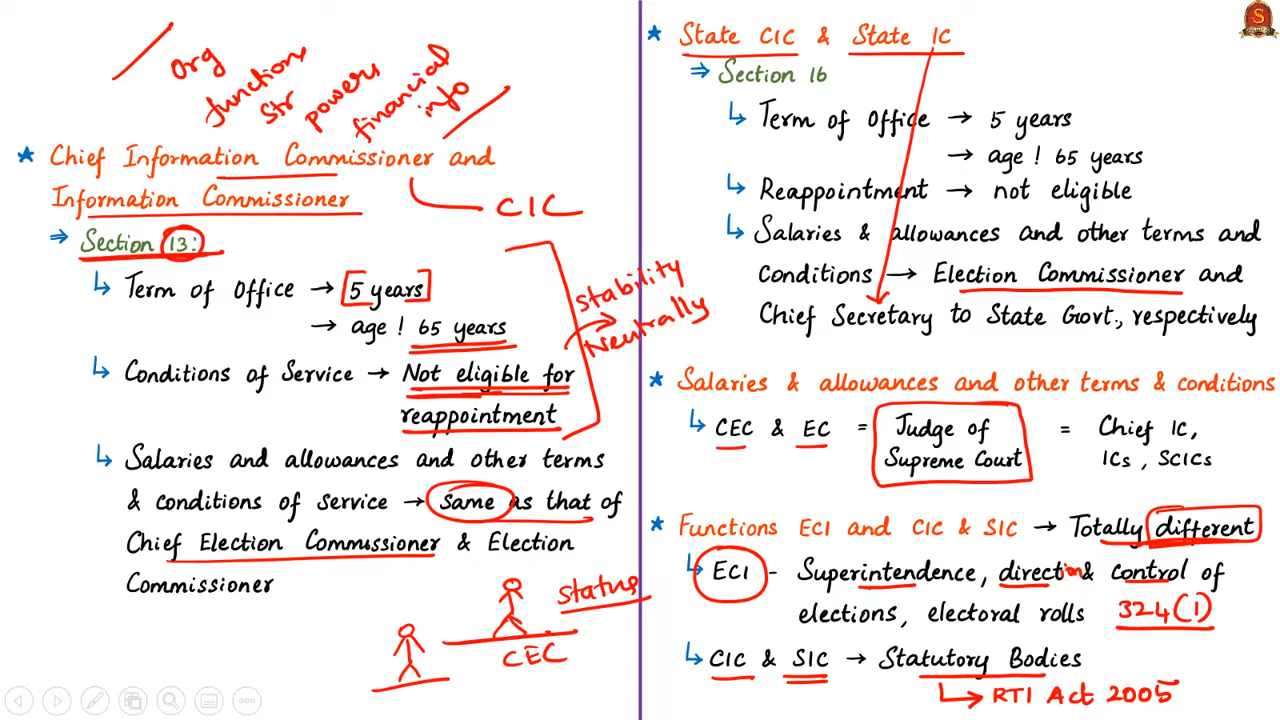 Org
functions
Str
powers
financial
info
★ Chief Information Commissioner and
Information Commissioner
CIC
⇒ Section 13:
↳ Term of Office → 5 years
→ age ! 65 years
↳ Conditions of Service → Not eligible for
reappointment
stability
Neutrally
↳ Salaries and allowances and other terms
& conditions of service → same as that of
Chief Election Commissioner & Election
Commissioner
status
CEC
S
★ State CIC & State IC
⇒ Section 16
↳ Term of Office → 5 years
→ age ! 65 years
↳ Reappointment → not eligible
↳ Salaries & allowances and other terms and
Conditions → Election Commissioner and
Chief Secretary to State Govt., respectively
★ Salaries & allowances and other terms & conditions
↳ CEC & EC = Judge of = Chief IC,
Supreme Court ICs, SCICs
★ Functions ECI and CIC & SIC → Totally different
↳ ECI - Superintendence, direction & control of
elections, electoral rolls 324(1)
↳ CIC & SIC → Statutory Bodies
↳ RTI Act 2005